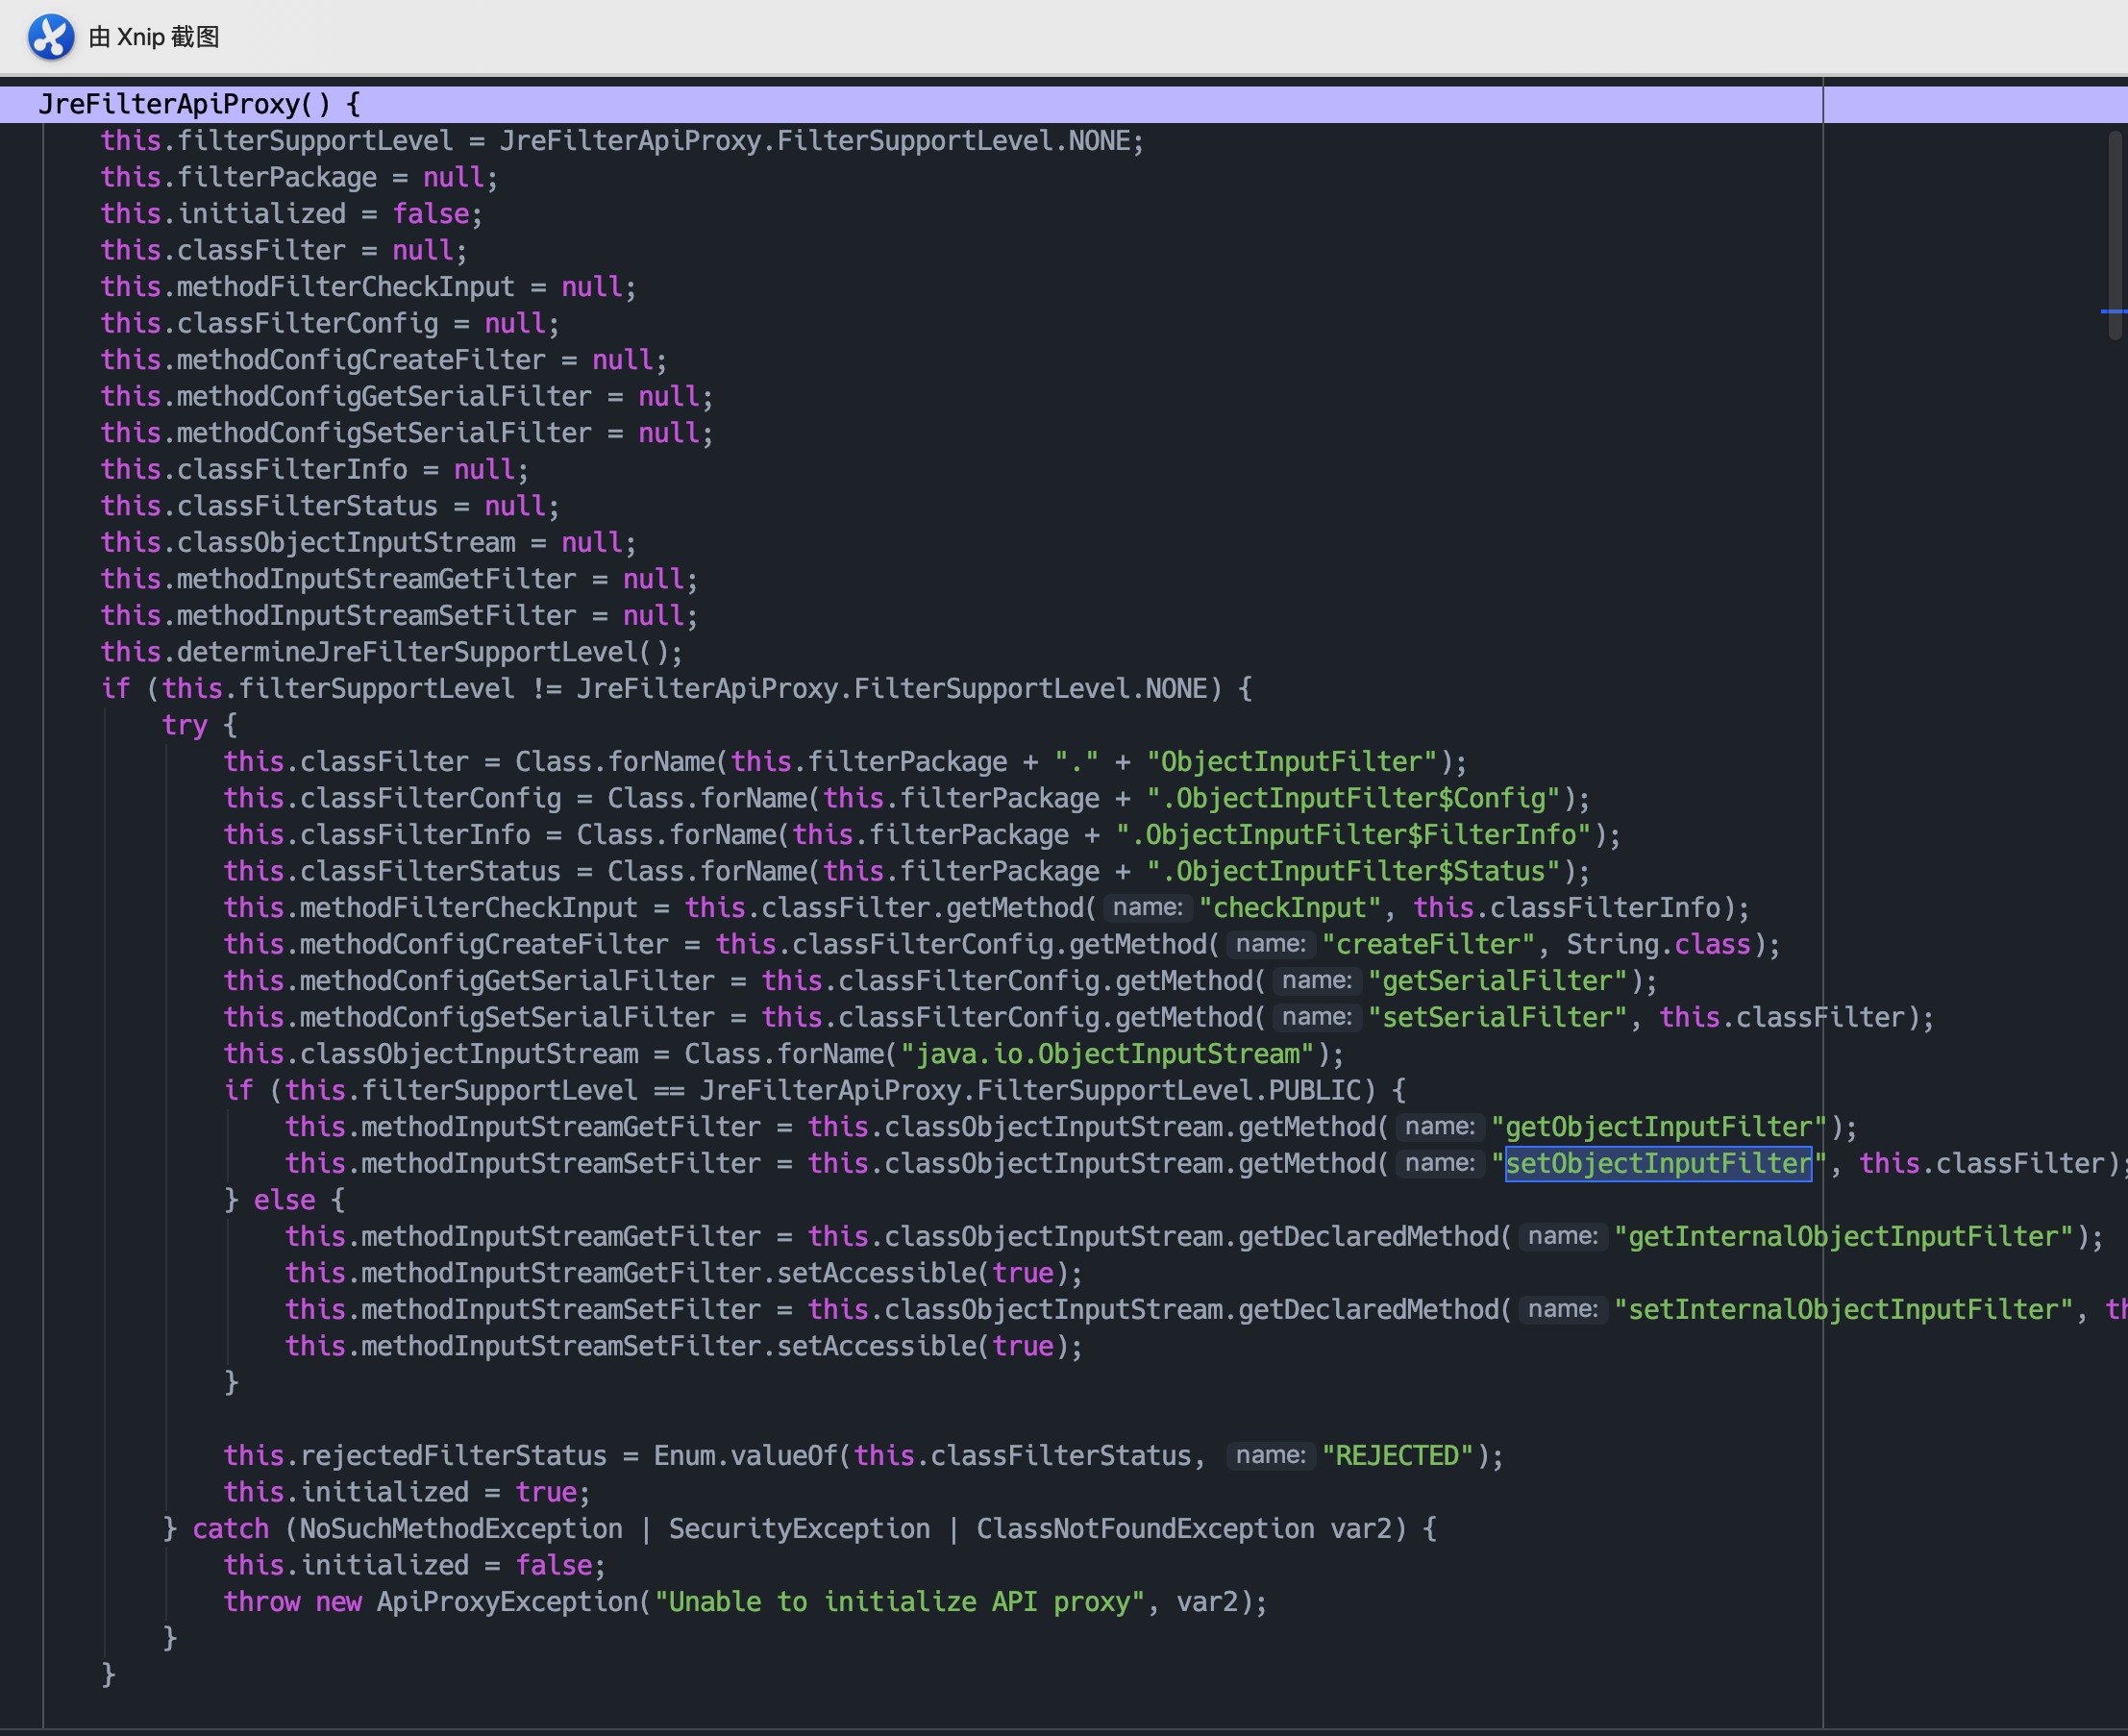 由 Xnip 截图
JreFilterApiProxy() {
this.filterSupportLevel = JreFilterApiProxy.FilterSupportLevel.NONE;
this.filterPackage = null;
this.initialized = false;
this.classFilter = null;
this.methodFilterCheckInput = null;
this.classFilterConfig = null;
this.methodConfigCreateFilter = null;
this.methodConfigGetSerialFilter = null;
this.methodConfigSetSerialFilter = null;
this.classFilterInfo = null;
this.classFilterStatus = null;
this.classObjectInputStream = null;
this.methodInputStreamGetFilter = null;
this.methodInputStreamSetFilter = null;
this.determineJreFilterSupportLevel();
if (this.filterSupportLevel != JreFilterApiProxy.FilterSupportLevel.NONE) {
try {
this.classFilter = Class.forName(this.filterPackage + "." + "ObjectInputFilter");
this.classFilterConfig = Class.forName(this.filterPackage + ".ObjectInputFilter$Config");
this.classFilterInfo = Class.forName(this.filterPackage + ".ObjectInputFilter$FilterInfo");
this.classFilterStatus = Class.forName(this.filterPackage + ".ObjectInputFilter$Status");
this.methodFilterCheckInput = this.classFilter.getMethod( name: "checkInput", this.classFilterInfo);
this.methodConfigCreateFilter = this.classFilterConfig.getMethod( name: "createFilter", String.class);
this.methodConfigGetSerialFilter = this.classFilterConfig.getMethod( name: "getSerialFilter");
this.methodConfigSetSerialFilter = this.classFilterConfig.getMethod( name: "setSerialFilter", this.classFilter);
this.classObjectInputStream = Class.forName("java.io.ObjectInputStream");
if (this.filterSupportLevel == JreFilterApiProxy.FilterSupportLevel.PUBLIC) {
this.methodInputStreamGetFilter = this.classObjectInputStream.getMethod( name: "getObjectInputFilter");
this.methodInputStreamSetFilter = this.classObjectInputStream.getMethod( name: "setObjectInputFilter", this.classFilter);
} else {
this.methodInputStreamGetFilter = this.classObjectInputStream.getDeclaredMethod( name: "getInternalObjectInputFilter");
this.methodInputStreamGetFilter.setAccessible(true);
this.methodInputStreamSetFilter = this.classObjectInputStream.getDeclaredMethod( name: "setInternalObjectInputFilter",
this.methodInputStreamSetFilter.setAccessible(true);
}
this.rejectedFilterStatus = Enum.valueOf(this.classFilterStatus, name: "REJECTED");
this.initialized = true;
} catch (NoSuchMethodException | SecurityException | ClassNotFoundException var2) {
this.initialized = false;
throw new ApiProxyException("Unable to initialize API proxy", var2);
}
}